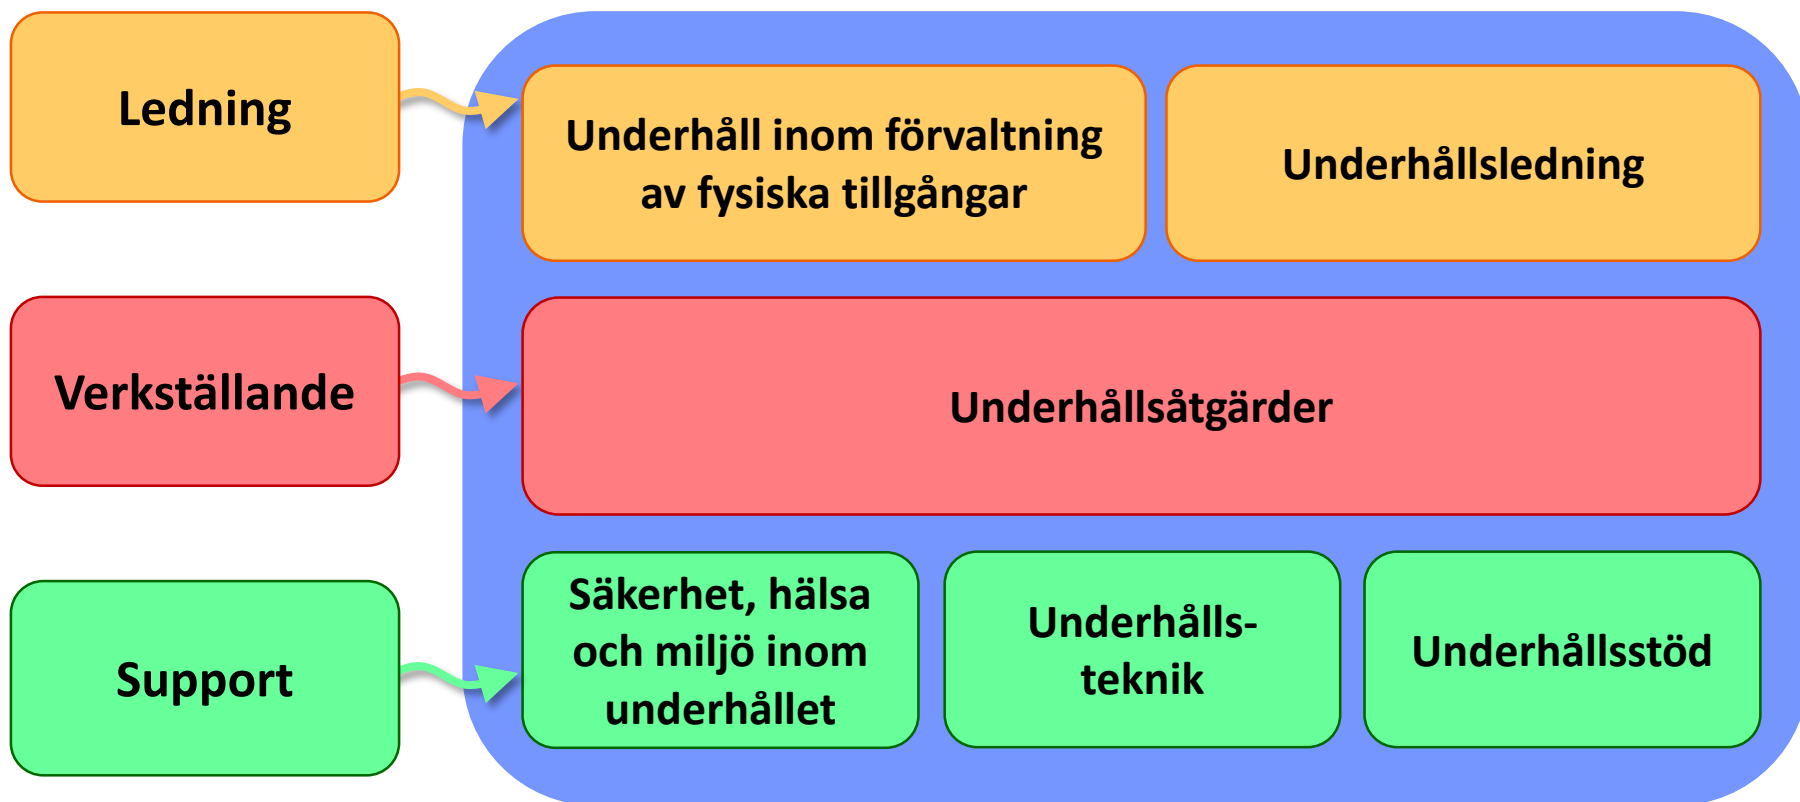 Ledning
Underhåll inom förvaltning
av fysiska tillgångar
Underhållsledning
Verkställande
Underhållsåtgärder
Support
Säkerhet, hälsa
och miljö inom
underhållet
Underhålls-
teknik
Underhållsstöd